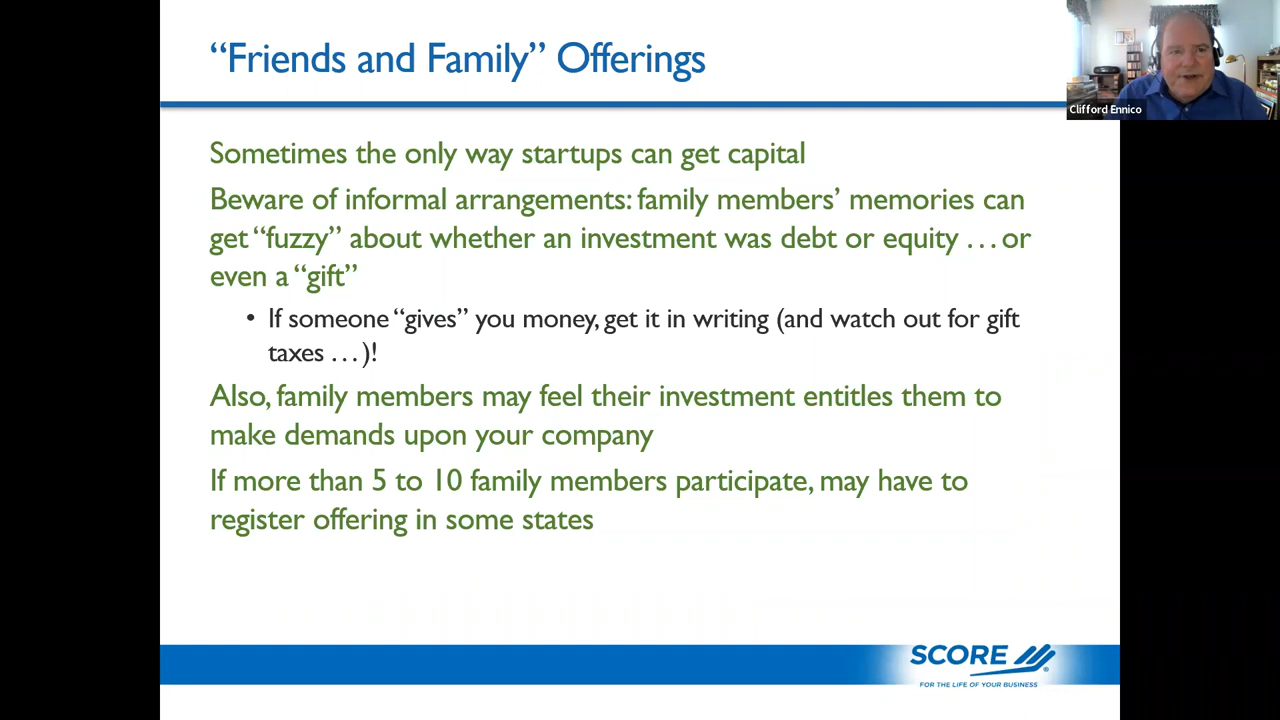 “Friends and Family” Offerings
Clifford Ennico
Sometimes the only way startups can get capital
Beware of informal arrangements: family members’ memories can
get “fuzzy” about whether an investment was debt or equity . . . or
even a “gift”
• If someone “gives” you money, get it in writing (and watch out for gift
taxes . . . )!
Also, family members may feel their investment entitles them to
make demands upon your company
If more than 5 to 10 family members participate, may have to
register offering in some states
SCORE
®
FOR THE LIFE OF YOUR BUSINESS